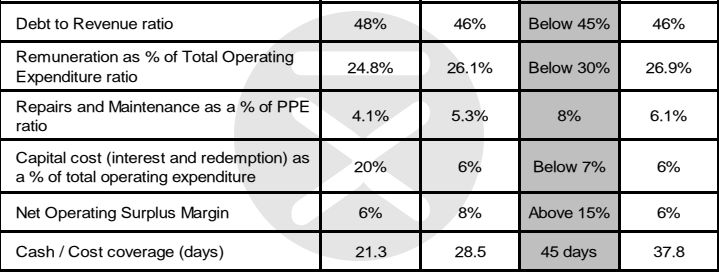 Debt to Revenue ratio 48% 46% Below 45% 46%
Remuneration as % of Total Operating
Expenditure ratio 24.8% 26.1% Below 30% 26.9%
Repairs and Maintenance as a % of PPE
ratio 4.1% 5.3% 8% 6.1%
Capital cost (interest and redemption) as
a % of total operating expenditure 20% 6% Below 7% 6%
Net Operating Surplus Margin 6% 8% Above 15% 6%
Cash / Cost coverage (days) 21.3 28.5 45 days 37.8